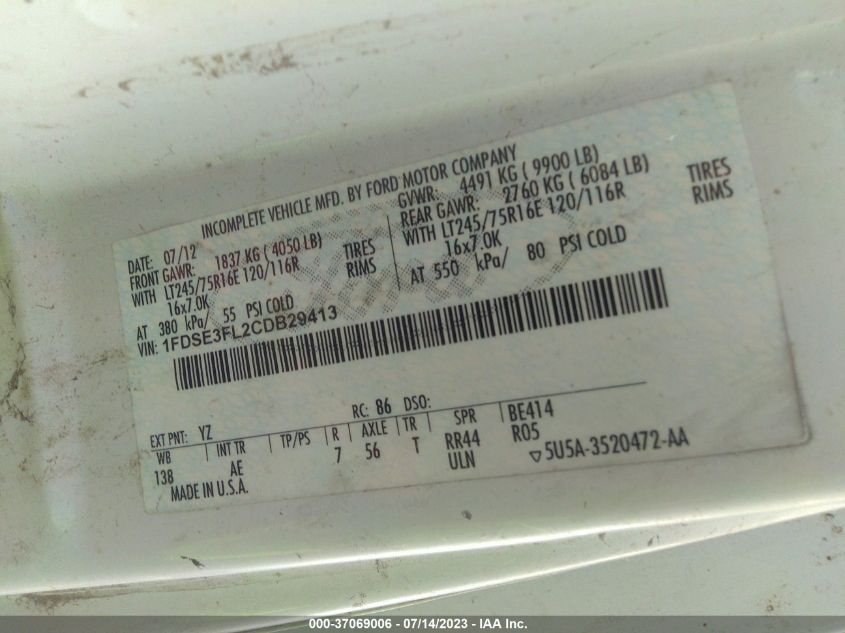 INCOMPLETE VEHICLE MFD. BY FORD MOTOR COMPANY
DATE: 07/12 GVWR: 4491 KG ( 9900 LB)
FRONT GAWR: 1837 KG ( 4050 LB) REAR GAWR: 2760 KG ( 6084 LB)
WITH LT245/75R16E 120/116R TIRES WITH LT245/75R16E 120/116R TIRES
16x7.0K RIMS 16x7.0K RIMS
AT 380 kPa/ 55 PSI COLD AT 550 kPa/ 80 PSI COLD
VIN: 1FDSE3FL2CDB29413
EXT PNT: YZ RC: 86 DSO:
WB INT TR TP/PS R AXLE TR SPR BE414
138 AE 7 56 T RR44 R05
ULN ▽5U5A-3520472-AA
MADE IN U.S.A.
000-37069006 - 07/14/2023 - IAA Inc.